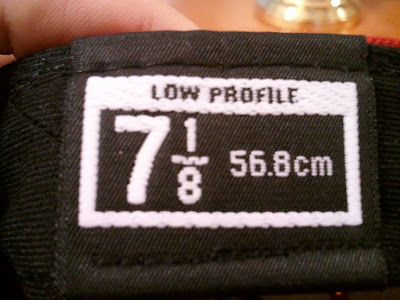 LOW PROFILE
7 1/8 56.8cm